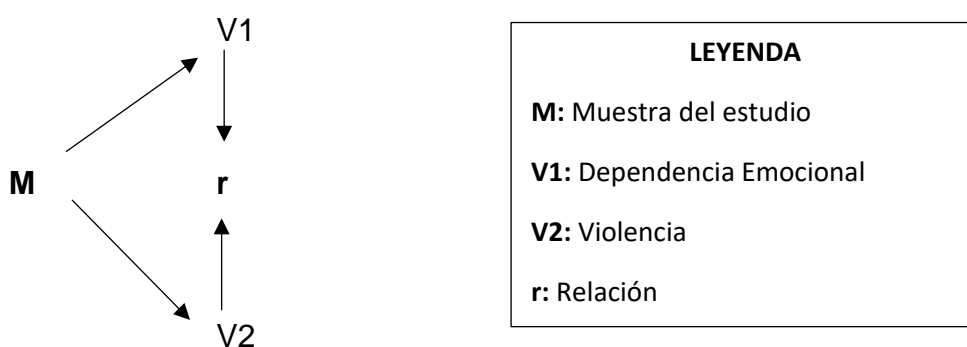 V1
M
r
V2
LEYENDA
M: Muestra del estudio
V1: Dependencia Emocional
V2: Violencia
r: Relación